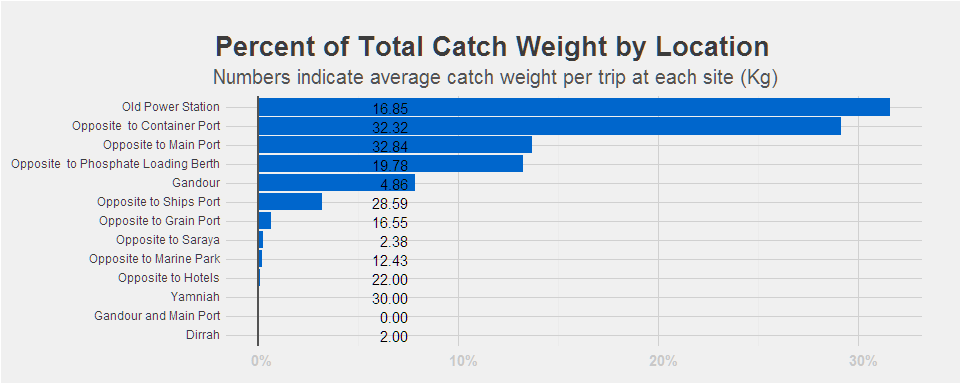 Percent of Total Catch Weight by Location
Numbers indicate average catch weight per trip at each site (Kg)
Old Power Station 16.85
Opposite  to Container Port 32.32
Opposite to Main Port 32.84
Opposite  to Phosphate Loading Berth 19.78
Gandour 4.86
Opposite to Ships Port 28.59
Opposite to Grain Port 16.55
Opposite to Saraya 2.38
Opposite to Marine Park 12.43
Opposite to Hotels 22.00
Yamniah 30.00
Gandour and Main Port 0.00
Dirrah 2.00
0% 10% 20% 30%